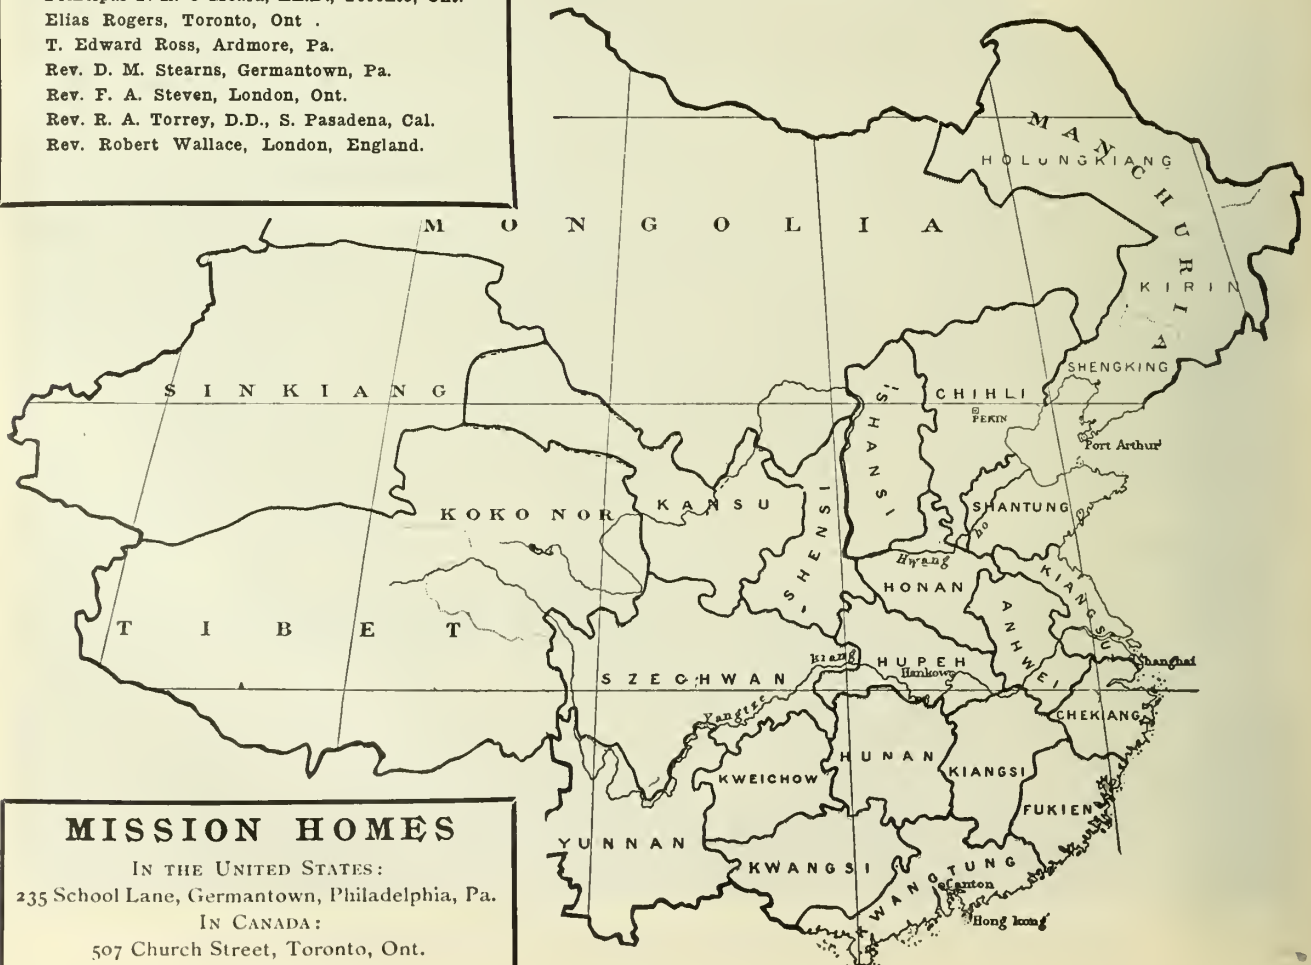 Elias Rogers, Toronto, Ont .
T. Edward Ross, Ardmore, Pa.
Rev. D. M. Stearns, Germantown, Pa.
Rev. F. A. Steven, London, Ont.
Rev. R. A. Torrey, D.D., S. Pasadena, Cal.
Rev. Robert Wallace, London, England.
MANCHURIA
HOLUNGKIANG
MONGOLIA
KIRIN
SHENGKING
SINKIANG
CHIHLI
PEKIN
Port Arthur
SHANSI
KOKO NOR
KANSU
SHENSI
SHANTUNG
ho
Hwang
HONAN
KIANGSU
ANHWEI
TIBET
SZECHWAN
Kiang
HUPEH
Hankow
Shanghai
Yangtze
CHEKIANG
HUNAN
KIANGSI
KWEICHOW
FUKIEN
YUNNAN
KWANGSI
KWANGTUNG
Canton
Hong kong
MISSION HOMES
IN THE UNITED STATES:
235 School Lane, Germantown, Philadelphia, Pa.
IN CANADA:
507 Church Street, Toronto, Ont.